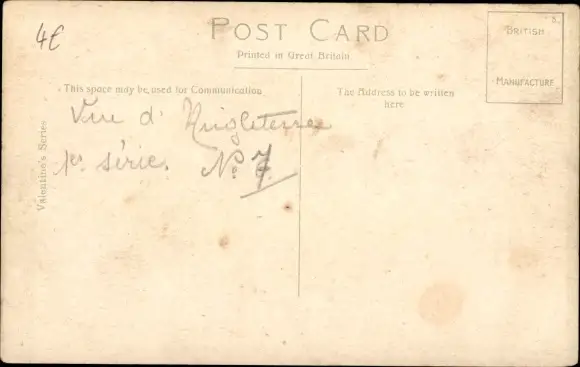 4€
POST CARD
Printed in Great Britain
BRITISH
MANUFACTURE
This space may be used for Communication
The Address to be written
here
Valentine's Series
Vue d'Angleterre
1re série. No. 7